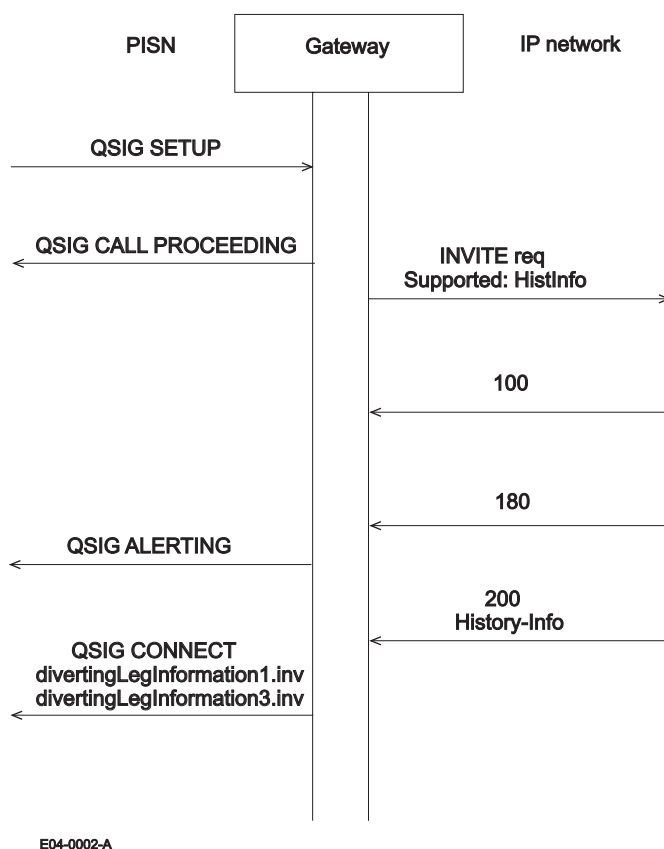 PISN
Gateway
IP network
QSIG SETUP
QSIG CALL PROCEEDING
INVITE req
Supported: HistInfo
100
180
QSIG ALERTING
200
History-Info
QSIG CONNECT
divertingLegInformation1.inv
divertingLegInformation3.inv
E04-0002-A